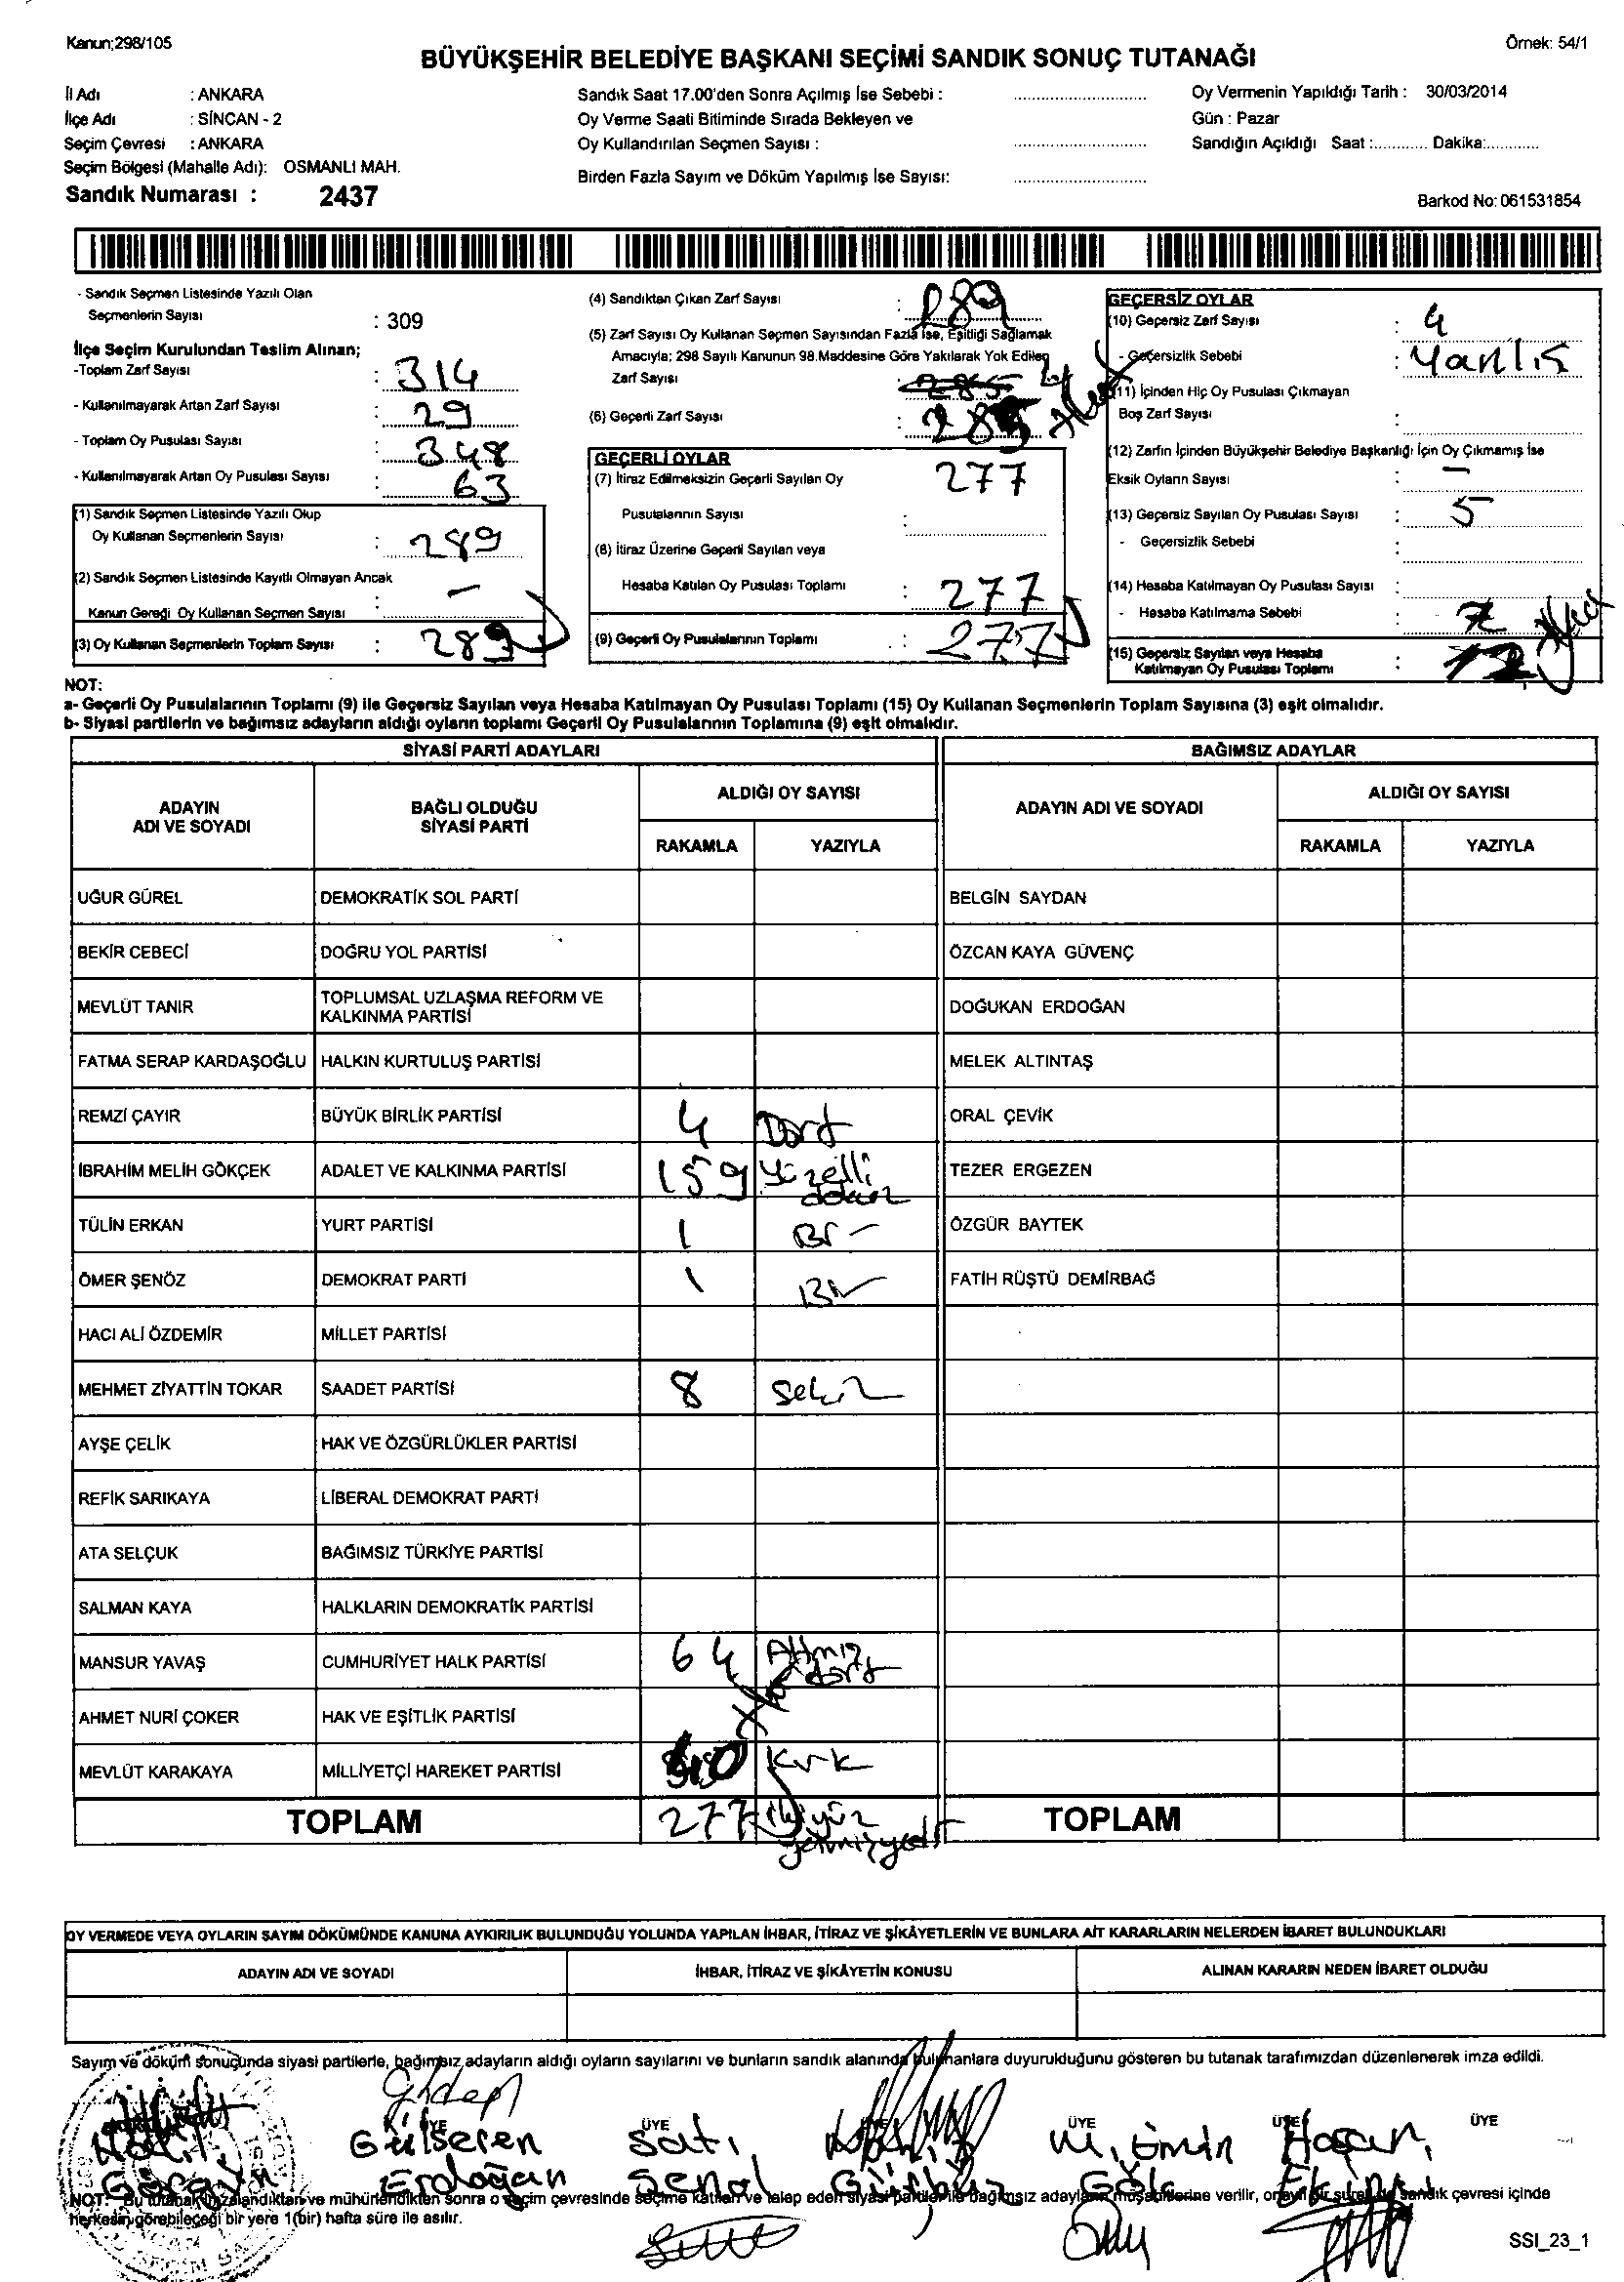 Kanun;298/105
Örnek: 54/1
BÜYÜKŞEHİR BELEDİYE BAŞKANI SEÇİMİ SANDIK SONUÇ TUTANAĞI
İl Adı : ANKARA
İlçe Adı : SİNCAN - 2
Seçim Çevresi : ANKARA
Seçim Bölgesi (Mahalle Adı): OSMANLI MAH.
Sandık Numarası : 2437
Sandık Saat 17.00'den Sonra Açılmış İse Sebebi :
Oy Verme Saati Bitiminde Sırada Bekleyen ve
Oy Kullandırılan Seçmen Sayısı :
Birden Fazla Sayım ve Döküm Yapılmış İse Sayısı:
Oy Vermenin Yapıldığı Tarih : 30/03/2014
Gün : Pazar
Sandığın Açıldığı Saat :............ Dakika:............
Barkod No: 061531854
- Sandık Seçmen Listesinde Yazılı Olan
Seçmenlerin Sayısı : 309
İlçe Seçim Kurulundan Teslim Alınan;
-Toplam Zarf Sayısı : 314
- Kullanılmayarak Artan Zarf Sayısı : 29
- Toplam Oy Pusulası Sayısı : 348
- Kullanılmayarak Artan Oy Pusulası Sayısı : 63
(1) Sandık Seçmen Listesinde Yazılı Olup
Oy Kullanan Seçmenlerin Sayısı : 289
(2) Sandık Seçmen Listesinde Kayıtlı Olmayan Ancak
Kanun Gereği Oy Kullanan Seçmen Sayısı : –
(3) Oy Kullanan Seçmenlerin Toplam Sayısı : 289
(4) Sandıktan Çıkan Zarf Sayısı : 289
(5) Zarf Sayısı Oy Kullanan Seçmen Sayısından Fazla İse, Eşitliği Sağlamak
Amacıyla; 298 Sayılı Kanunun 98.Maddesine Göre Yakılarak Yok Edilen
Zarf Sayısı : 285 4
(6) Geçerli Zarf Sayısı : 285
GEÇERLİ OYLAR
(7) İtiraz Edilmeksizin Geçerli Sayılan Oy 277
Pusulalarının Sayısı :
(8) İtiraz Üzerine Geçerli Sayılan veya
Hesaba Katılan Oy Pusulası Toplamı : 277
(9) Geçerli Oy Pusulalarının Toplamı : 277
GEÇERSİZ OYLAR
(10) Geçersiz Zarf Sayısı : 4
- Geçersizlik Sebebi : Yanlış
(11) İçinden Hiç Oy Pusulası Çıkmayan
Boş Zarf Sayısı :
(12) Zarfın İçinden Büyükşehir Belediye Başkanlığı İçin Oy Çıkmamış İse
Eksik Oyların Sayısı : –
(13) Geçersiz Sayılan Oy Pusulası Sayısı : 5
- Geçersizlik Sebebi :
(14) Hesaba Katılmayan Oy Pusulası Sayısı :
- Hesaba Katılmama Sebebi : 7
(15) Geçersiz Sayılan veya Hesaba
Katılmayan Oy Pusulası Toplamı : 12
NOT:
a- Geçerli Oy Pusulalarının Toplamı (9) ile Geçersiz Sayılan veya Hesaba Katılmayan Oy Pusulası Toplamı (15) Oy Kullanan Seçmenlerin Toplam Sayısına (3) eşit olmalıdır.
b- Siyasi partilerin ve bağımsız adayların aldığı oyların toplamı Geçerli Oy Pusulalarının Toplamına (9) eşit olmalıdır.
SİYASİ PARTİ ADAYLARI BAĞIMSIZ ADAYLAR
ADAYIN ADI VE SOYADI BAĞLI OLDUĞU SİYASİ PARTİ ALDIĞI OY SAYISI ADAYIN ADI VE SOYADI ALDIĞI OY SAYISI
RAKAMLA YAZIYLA RAKAMLA YAZIYLA
UĞUR GÜREL DEMOKRATİK SOL PARTİ BELGİN SAYDAN
BEKİR CEBECİ DOĞRU YOL PARTİSİ ÖZCAN KAYA GÜVENÇ
MEVLÜT TANIR TOPLUMSAL UZLAŞMA REFORM VE KALKINMA PARTİSİ DOĞUKAN ERDOĞAN
FATMA SERAP KARDAŞOĞLU HALKIN KURTULUŞ PARTİSİ MELEK ALTINTAŞ
REMZİ ÇAYIR BÜYÜK BİRLİK PARTİSİ 4 Dört ORAL ÇEVİK
İBRAHİM MELİH GÖKÇEK ADALET VE KALKINMA PARTİSİ 159 Yüzelli dokuz TEZER ERGEZEN
TÜLİN ERKAN YURT PARTİSİ 1 Bir ÖZGÜR BAYTEK
ÖMER ŞENÖZ DEMOKRAT PARTİ 1 Bir FATİH RÜŞTÜ DEMİRBAĞ
HACI ALİ ÖZDEMİR MİLLET PARTİSİ
MEHMET ZİYATTİN TOKAR SAADET PARTİSİ 8 Sekiz
AYŞE ÇELİK HAK VE ÖZGÜRLÜKLER PARTİSİ
REFİK SARIKAYA LİBERAL DEMOKRAT PARTİ
ATA SELÇUK BAĞIMSIZ TÜRKİYE PARTİSİ
SALMAN KAYA HALKLARIN DEMOKRATİK PARTİSİ
MANSUR YAVAŞ CUMHURİYET HALK PARTİSİ 64 Atmış dört
AHMET NURİ ÇOKER HAK VE EŞİTLİK PARTİSİ
MEVLÜT KARAKAYA MİLLİYETÇİ HAREKET PARTİSİ 40 Kırk
TOPLAM 277 ikiyüz yetmişyedi TOPLAM
OY VERMEDE VEYA OYLARIN SAYIM DÖKÜMÜNDE KANUNA AYKIRILIK BULUNDUĞU YOLUNDA YAPILAN İHBAR, İTİRAZ VE ŞİKÂYETLERİN VE BUNLARA AİT KARARLARIN NELERDEN İBARET BULUNDUKLARI
ADAYIN ADI VE SOYADI İHBAR, İTİRAZ VE ŞİKÂYETİN KONUSU ALINAN KARARIN NEDEN İBARET OLDUĞU
Sayım ve döküm sonucunda siyasi partilerle, bağımsız adayların aldığı oyların sayılarını ve bunların sandık alanında bulunanlara duyurulduğunu gösteren bu tutanak tarafımızdan düzenlenerek imza edildi.
ÜYE ÜYE ÜYE ÜYE ÜYE
Gülseren Satı M. Emin Hasan
Erdoğan Şenol Gürbüz
NOT: Bu tutanak imzalandıktan ve mühürlendikten sonra o seçim çevresinde seçime katılan ve talep eden siyasi partiler ile bağımsız adayların müşahitlerine verilir, onaylı bir sureti de sandık çevresi içinde
herkesin görebileceği bir yere 1(bir) hafta süre ile asılır.
SSI_23_1